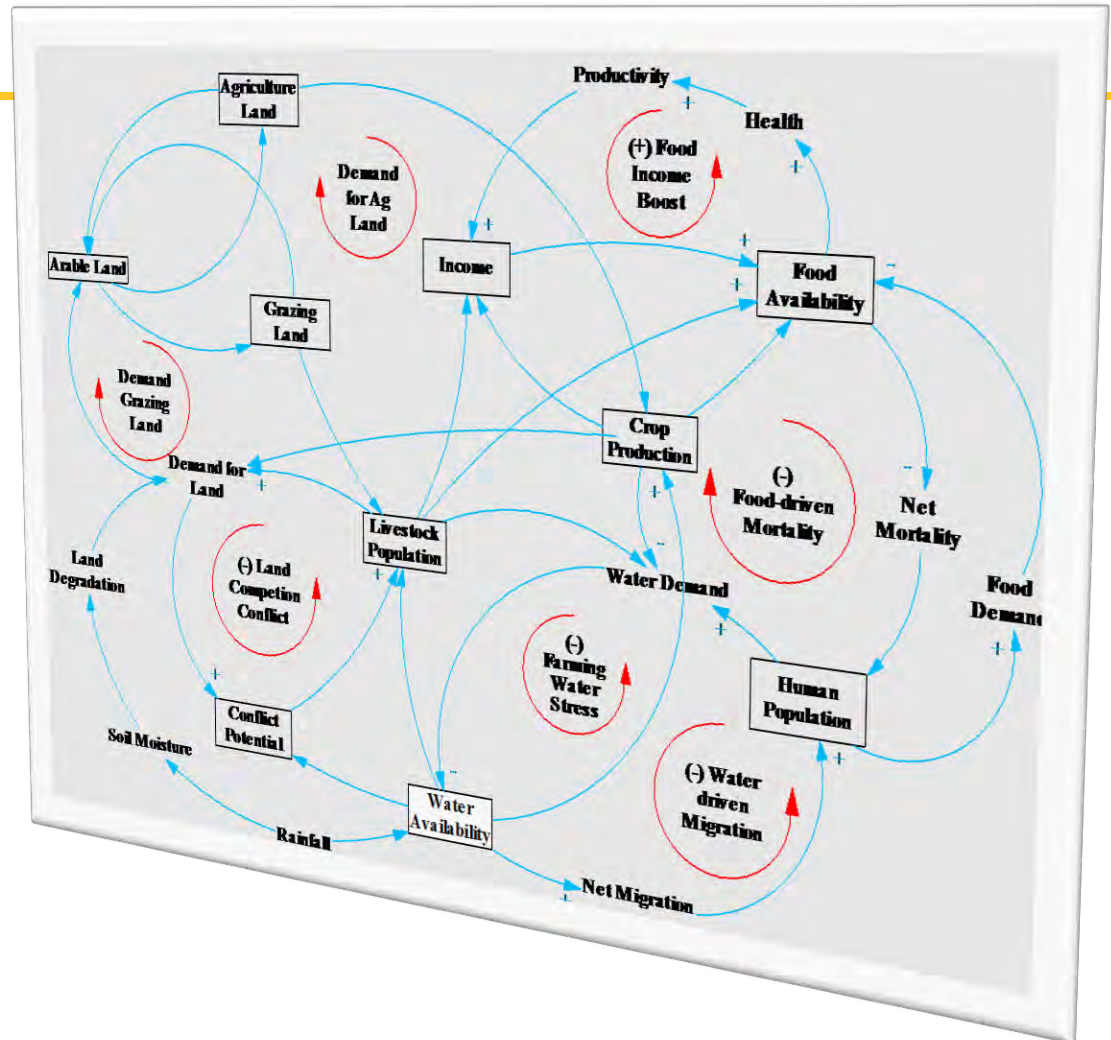 Productivity
Agriculture
Land
Health
(+) Food
Income
Boost
Demand
for Ag
Land
Arable Land
Income
Food
Availability
Grazing
Land
Demand
Grazing
Land
Crop
Production
(-)
Food-driven
Mortality
Net
Mortality
Demand for
Land
Livestock
Population
Land
Degradation
(-) Land
Competion
Conflict
Water Demand
Food
Demand
(-)
Farming
Water
Stress
Human
Population
Conflict
Potential
Soil Moisture
(-) Water
driven
Migration
Water
Availability
Rainfall
Net Migration
+
+
+
+
+
-
-
+
+
-
+
+
+
+
+
-
+